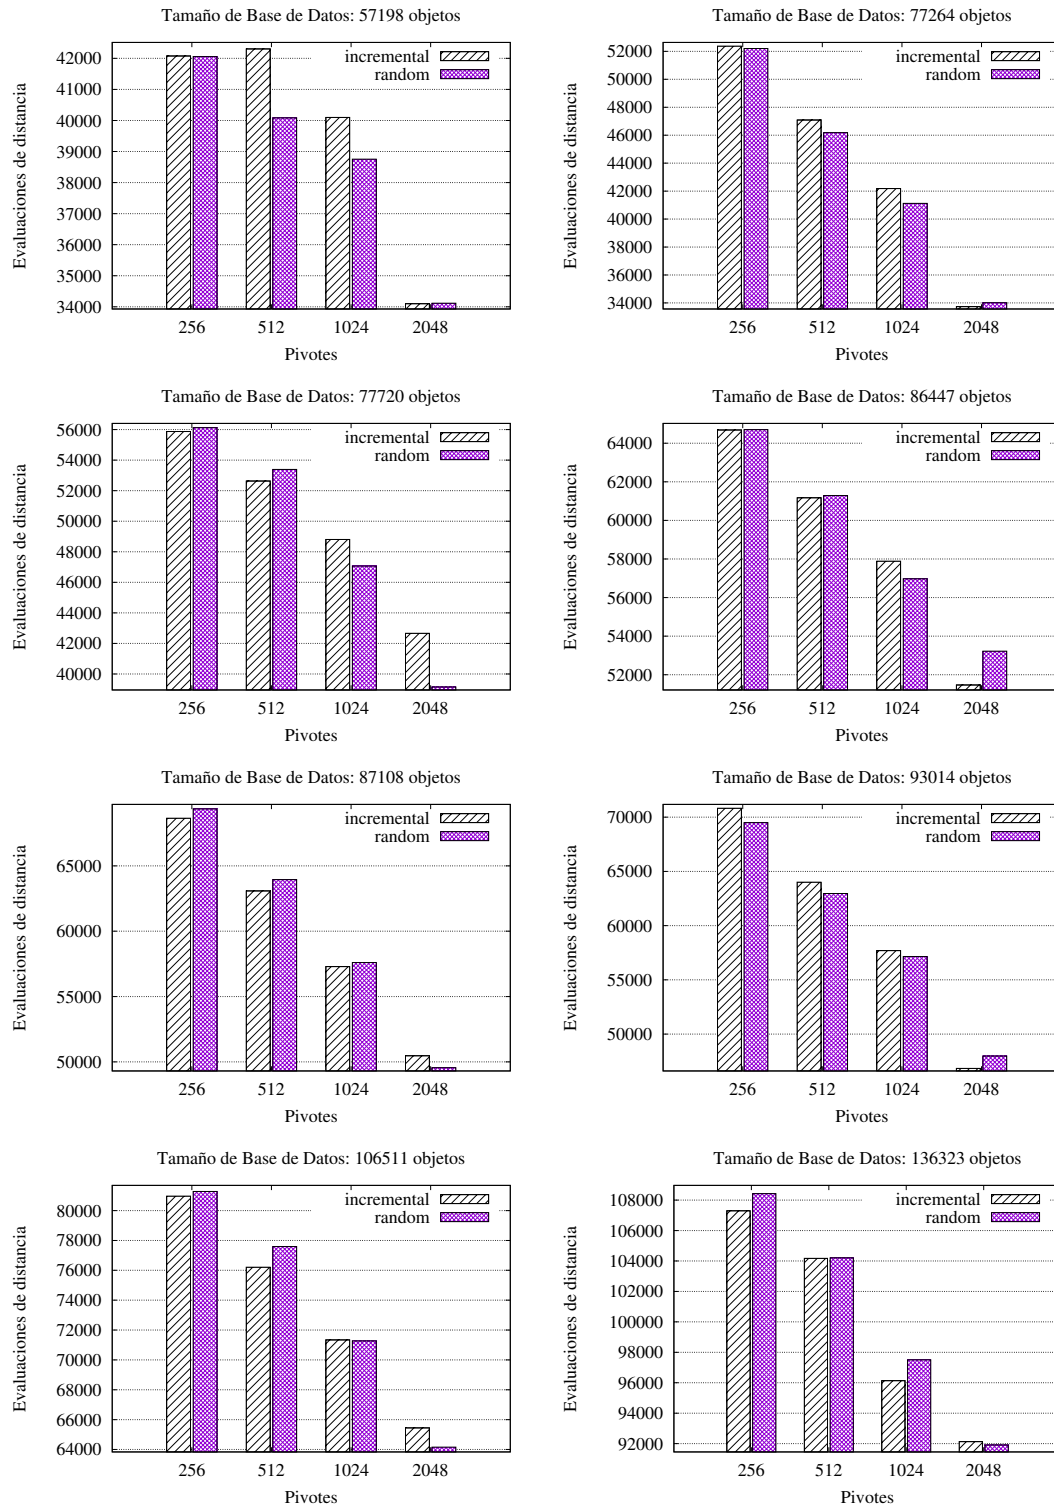 Tamaño de Base de Datos: 57198 objetos
Evaluaciones de distancia
42000
40000
39000
37000
35000
34000
incremental
random
256 512 1024 2048
Pivotes
Tamaño de Base de Datos: 77264 objetos
Evaluaciones de distancia
52000
50000
48000
46000
44000
42000
40000
38000
36000
34000
incremental
random
256 512 1024 2048
Pivotes
Tamaño de Base de Datos: 77720 objetos
Evaluaciones de distancia
56000
54000
52000
50000
48000
46000
44000
42000
40000
incremental
random
256 512 1024 2048
Pivotes
Tamaño de Base de Datos: 86447 objetos
Evaluaciones de distancia
64000
62000
60000
58000
56000
54000
52000
incremental
random
256 512 1024 2048
Pivotes
Tamaño de Base de Datos: 87108 objetos
Evaluaciones de distancia
65000
60000
55000
50000
incremental
random
256 512 1024 2048
Pivotes
Tamaño de Base de Datos: 93014 objetos
Evaluaciones de distancia
70000
65000
60000
55000
50000
incremental
random
256 512 1024 2048
Pivotes
Tamaño de Base de Datos: 106511 objetos
Evaluaciones de distancia
80000
78000
76000
74000
72000
70000
68000
66000
64000
incremental
random
256 512 1024 2048
Pivotes
Tamaño de Base de Datos: 136323 objetos
Evaluaciones de distancia
108000
106000
104000
102000
100000
98000
96000
94000
92000
incremental
random
256 512 1024 2048
Pivotes